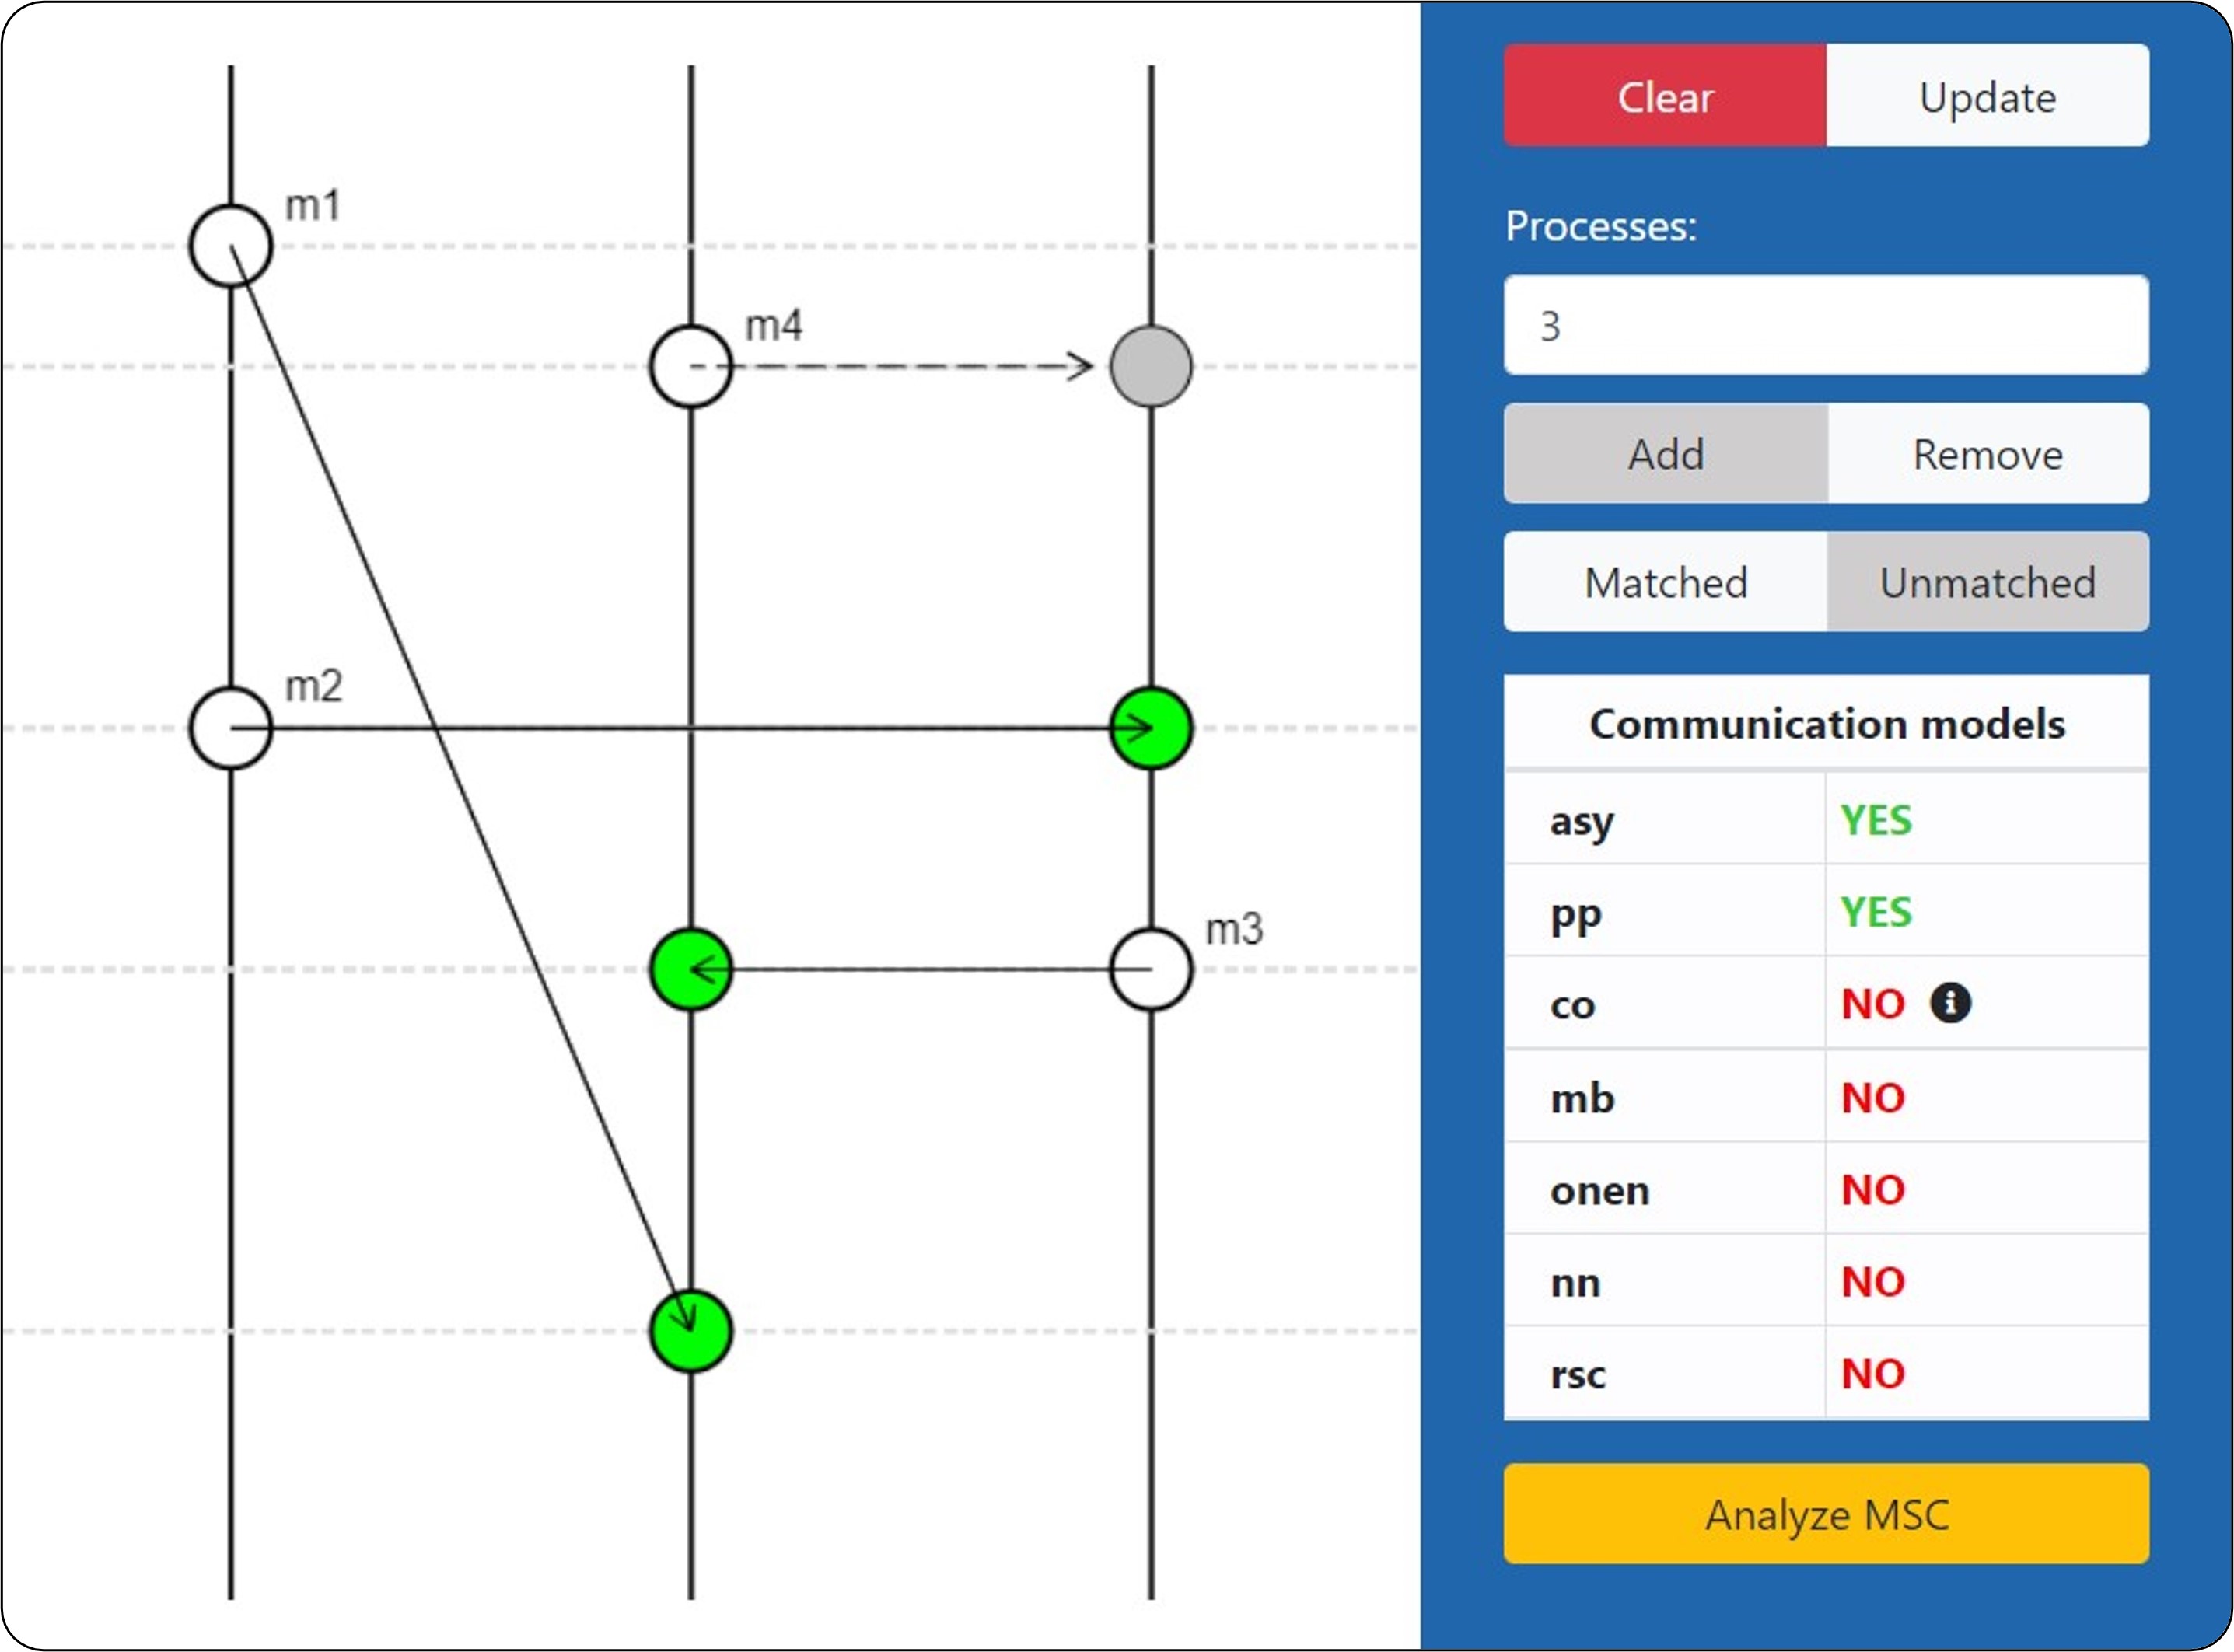 m1
m4
m2
m3
Clear Update
Processes:
3
Add Remove
Matched Unmatched
Communication models
asy YES
pp YES
co NO i
mb NO
onen NO
nn NO
rsc NO
Analyze MSC